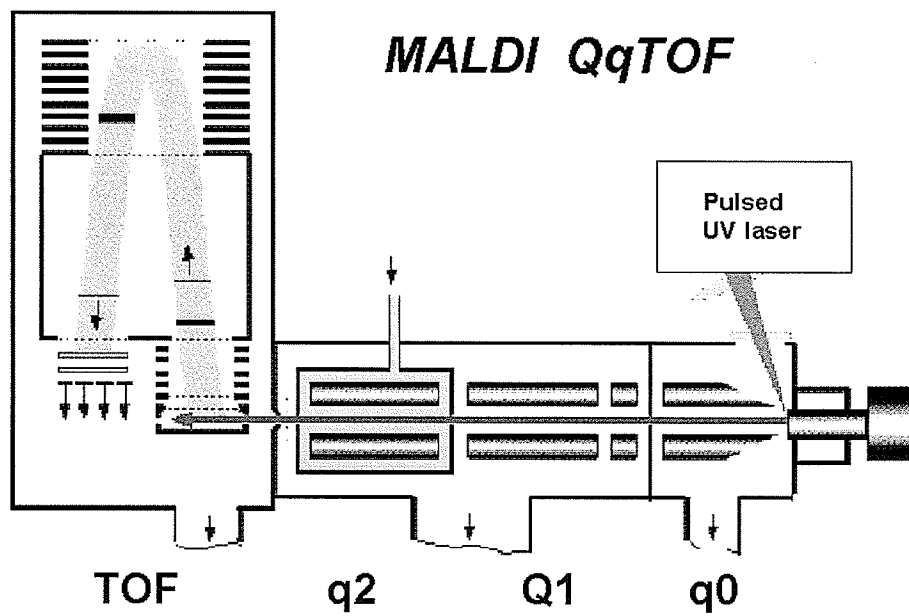 MALDI QqTOF
Pulsed
UV laser
TOF
q2
Q1
q0